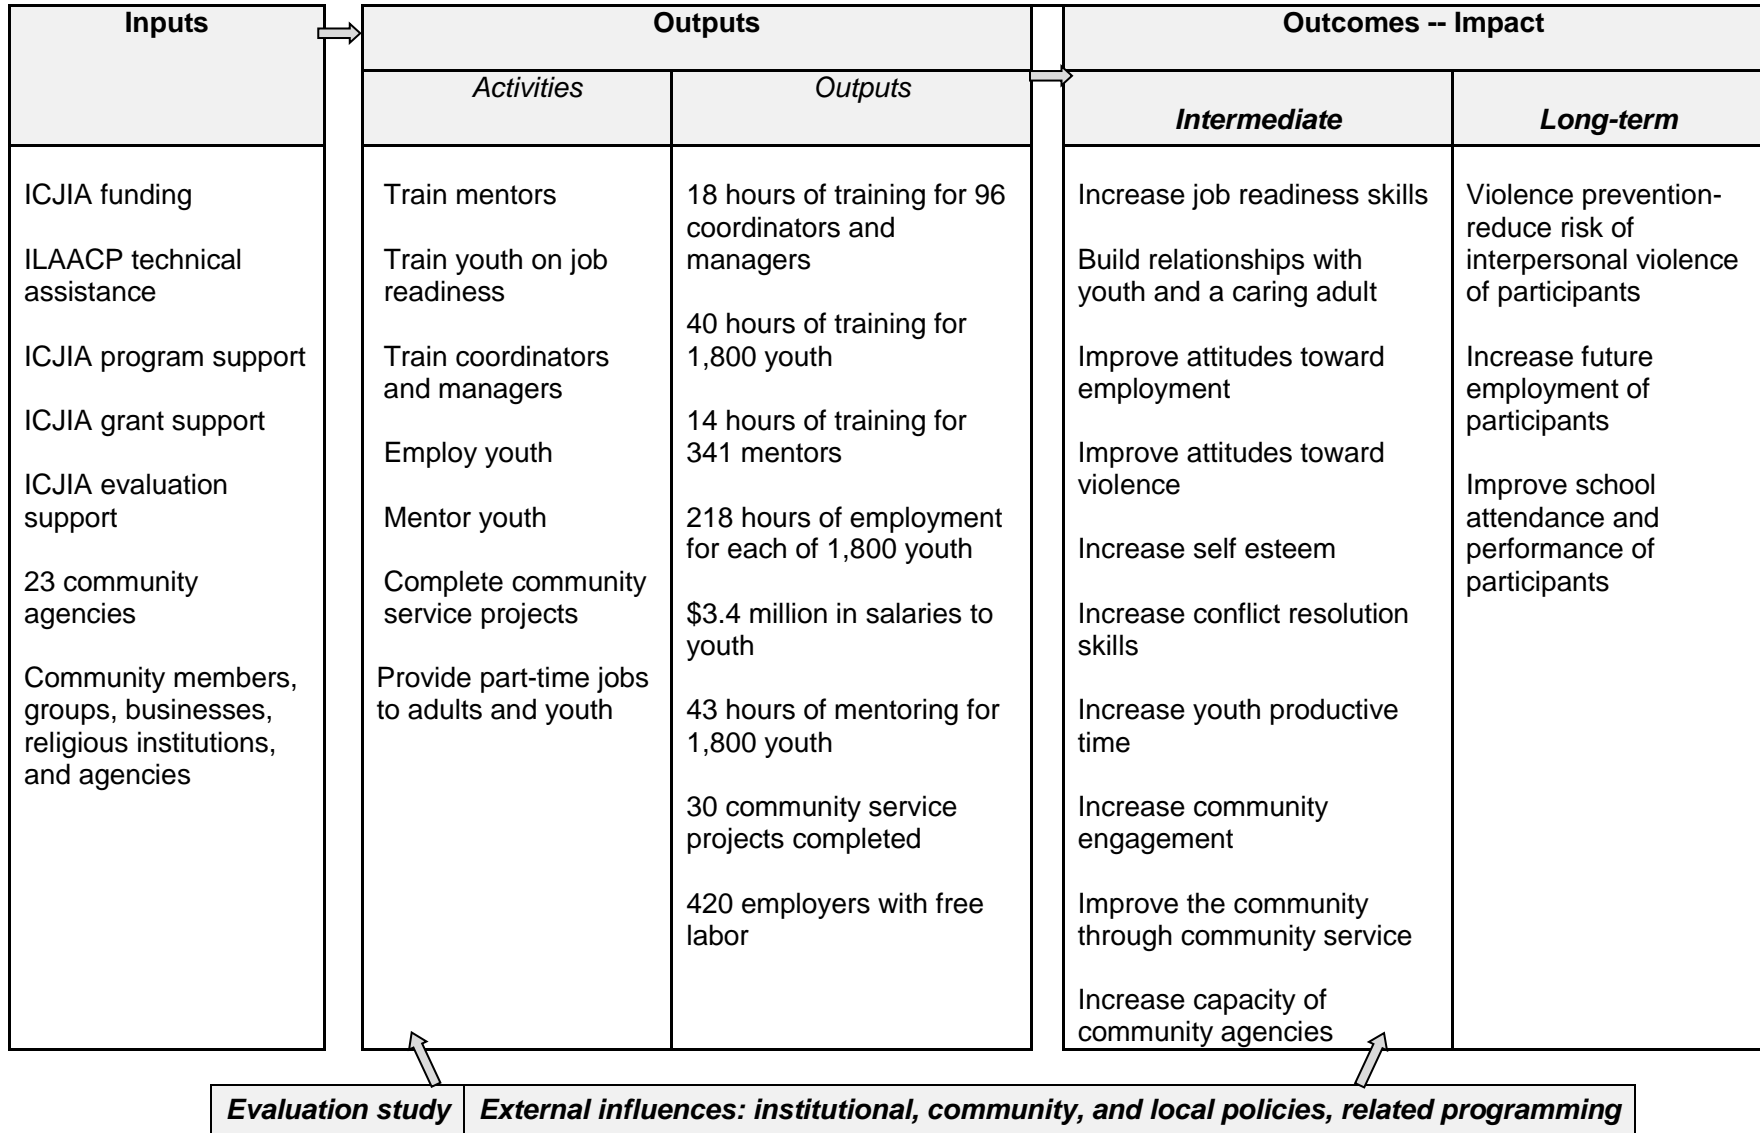 Inputs
Outputs
Outcomes -- Impact
Activities
Outputs
Intermediate
Long-term
ICJIA funding
ILAACP technical
assistance
ICJIA program support
ICJIA grant support
ICJIA evaluation
support
23 community
agencies
Community members,
groups, businesses,
religious institutions,
and agencies
Train mentors
Train youth on job
readiness
Train coordinators
and managers
Employ youth
Mentor youth
Complete community
service projects
Provide part-time jobs
to adults and youth
18 hours of training for 96
coordinators and
managers
40 hours of training for
1,800 youth
14 hours of training for
341 mentors
218 hours of employment
for each of 1,800 youth
$3.4 million in salaries to
youth
43 hours of mentoring for
1,800 youth
30 community service
projects completed
420 employers with free
labor
Increase job readiness skills
Build relationships with
youth and a caring adult
Improve attitudes toward
employment
Improve attitudes toward
violence
Increase self esteem
Increase conflict resolution
skills
Increase youth productive
time
Increase community
engagement
Improve the community
through community service
Increase capacity of
community agencies
Violence prevention-
reduce risk of
interpersonal violence
of participants
Increase future
employment of
participants
Improve school
attendance and
performance of
participants
Evaluation study
External influences: institutional, community, and local policies, related programming